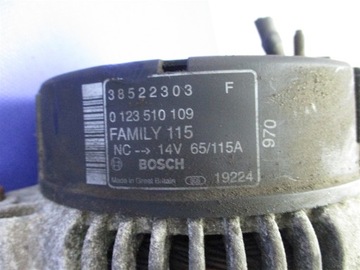 38522303 F
0 123 510 109
FAMILY 115
NC --> 14V 65/115A
BOSCH
Made in Great Britain 19224
970